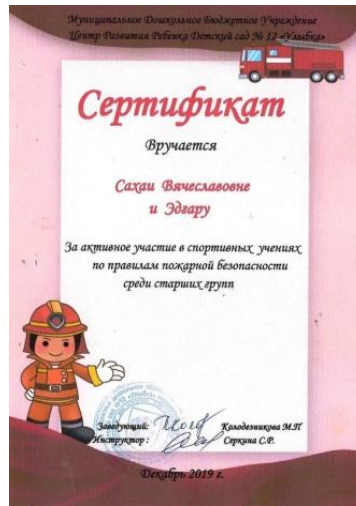 Муниципальное Дошкольное Бюджетное Учреждение
Центр Развития Ребенка Детский сад № 12 «Улыбка»
Сертификат
Вручается
Сахаи Вячеславовне
и Эдгару
За активное участие в спортивных учениях
по правилам пожарной безопасности
среди старших групп
Заведующий: Колодезникова М.П
Инструктор : Серкина С.Р.
Декабрь 2019 г.